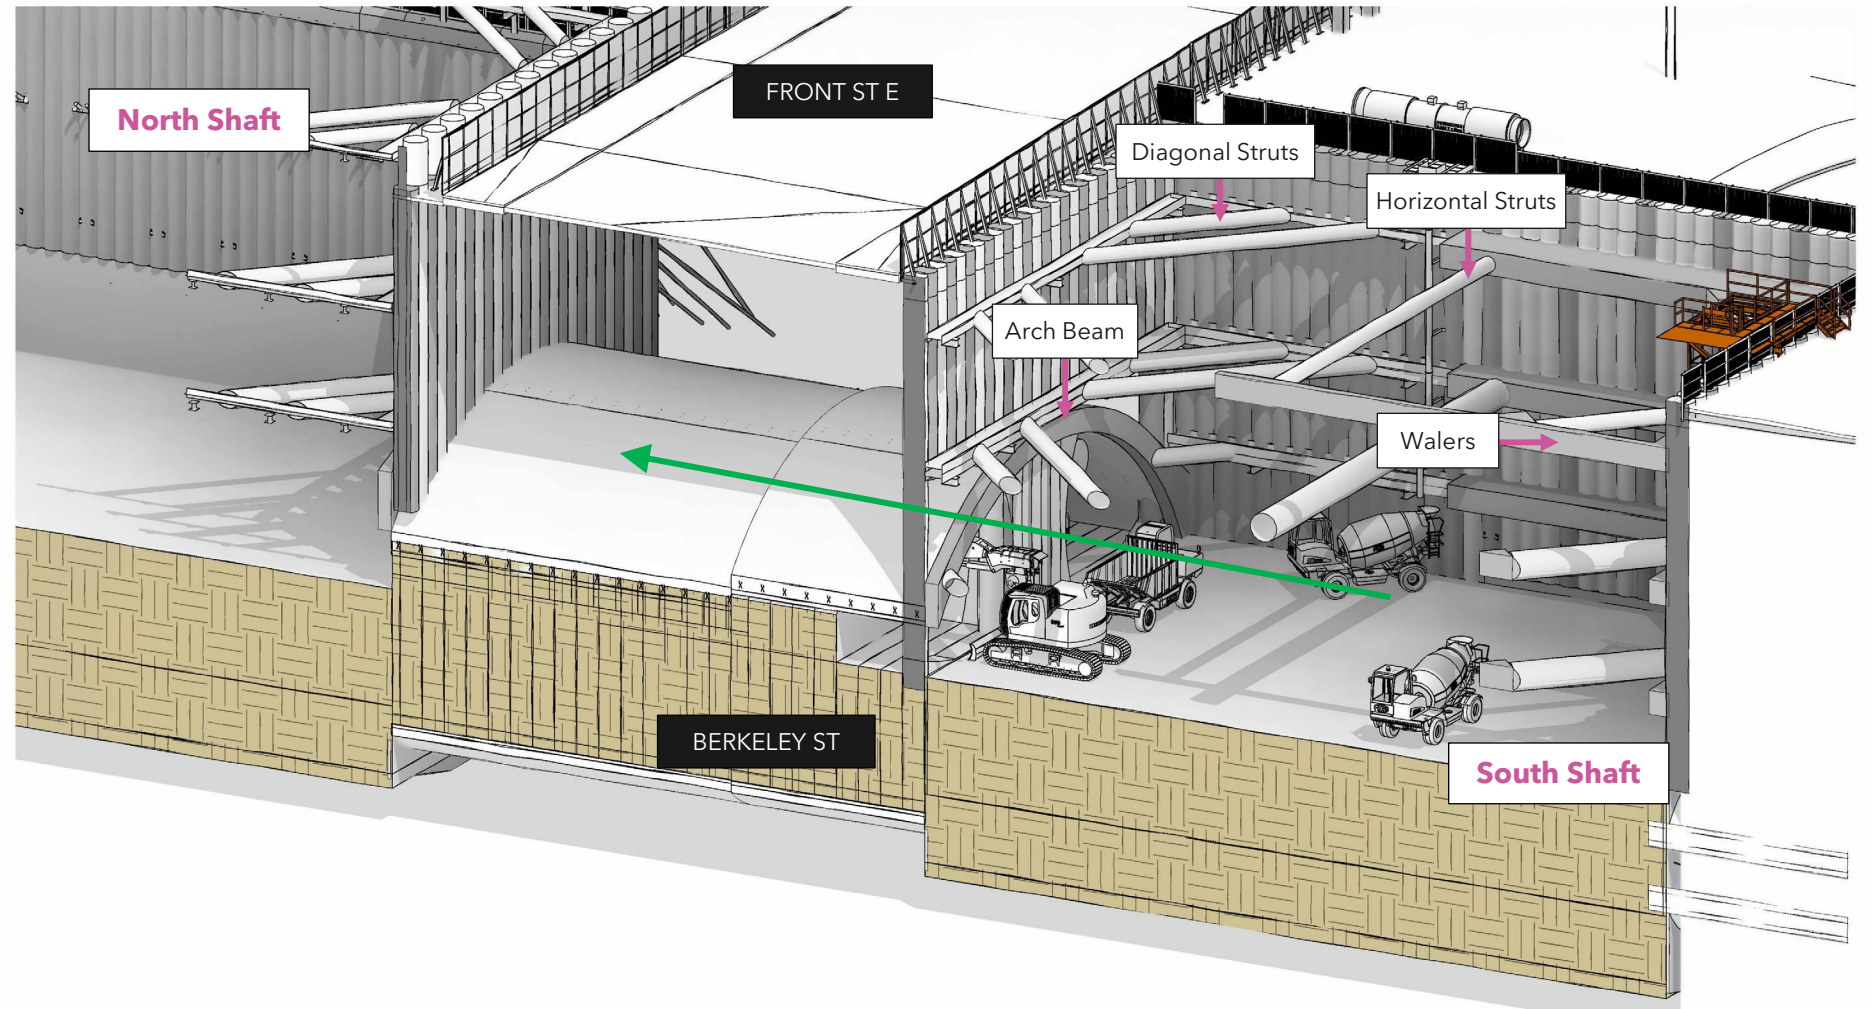 FRONT ST E
North Shaft
Diagonal Struts
Horizontal Struts
Arch Beam
Walers
BERKELEY ST
South Shaft